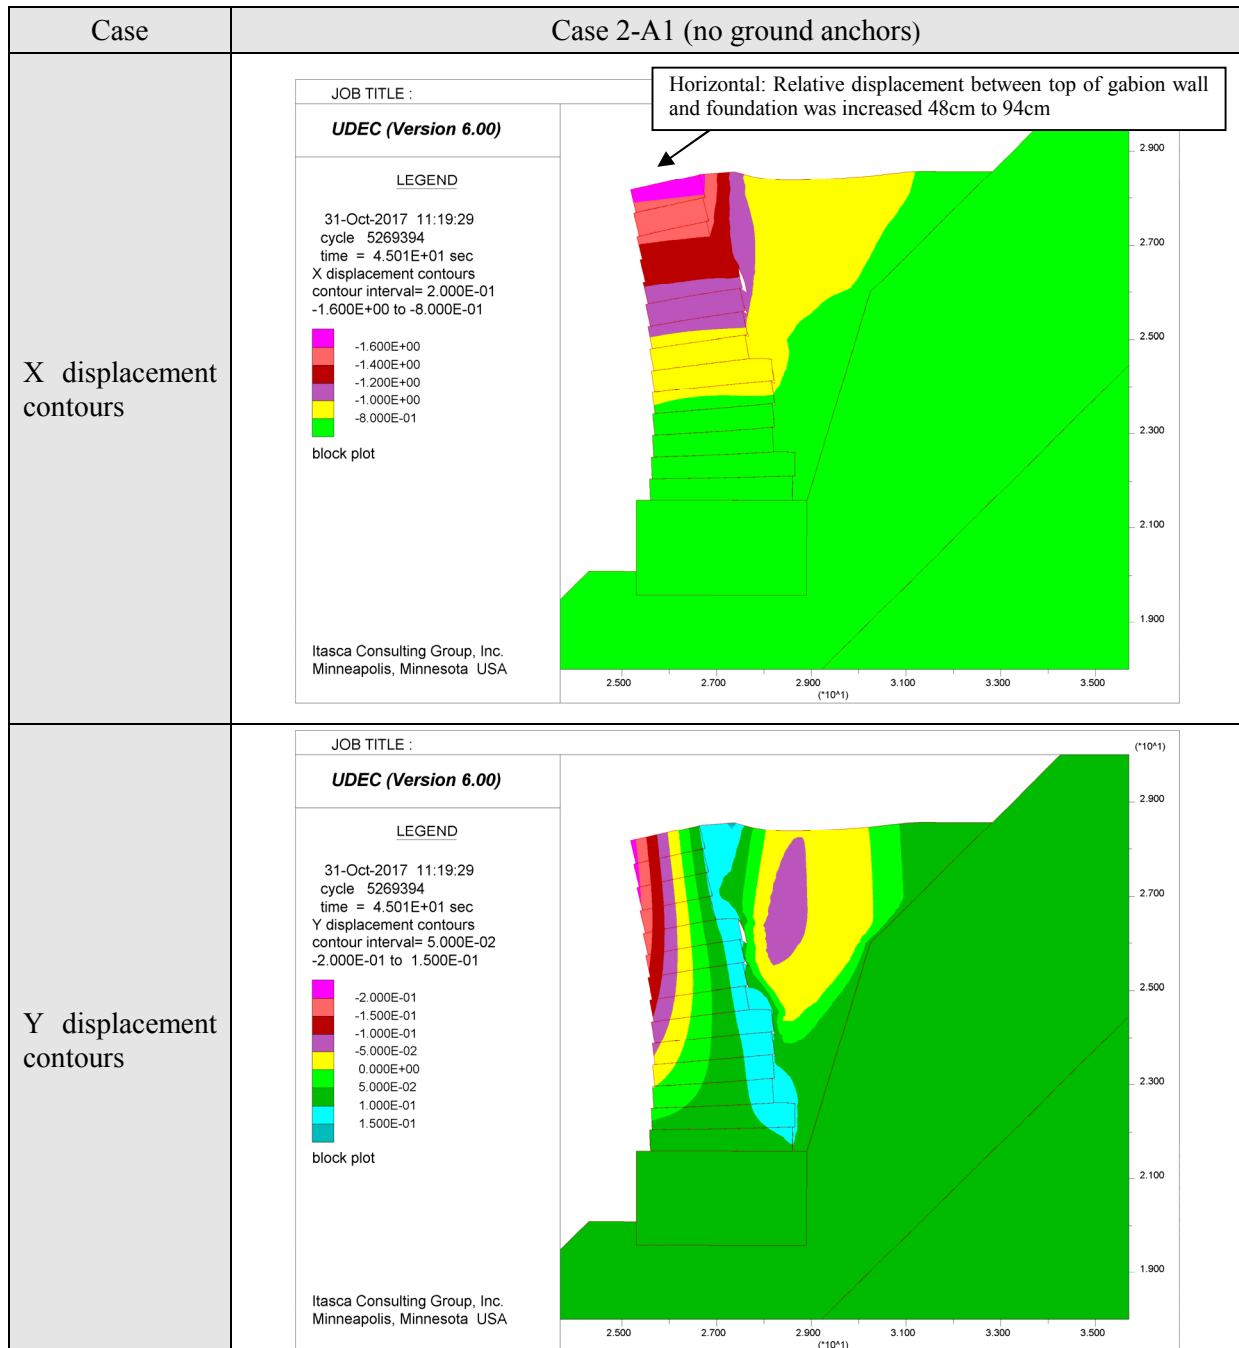 Case
Case 2-A1 (no ground anchors)
X displacement
contours
Horizontal: Relative displacement between top of gabion wall
and foundation was increased 48cm to 94cm
JOB TITLE :
UDEC (Version 6.00)
LEGEND
31-Oct-2017 11:19:29
cycle 5269394
time = 4.501E+01 sec
X displacement contours
contour interval= 2.000E-01
-1.600E+00 to -8.000E-01
-1.600E+00
-1.400E+00
-1.200E+00
-1.000E+00
-8.000E-01
block plot
Itasca Consulting Group, Inc.
Minneapolis, Minnesota USA
2.900
2.700
2.500
2.300
2.100
1.900
2.500 2.700 2.900 3.100 3.300 3.500
(*10^1)
Y displacement
contours
JOB TITLE :
(*10^1)
UDEC (Version 6.00)
LEGEND
31-Oct-2017 11:19:29
cycle 5269394
time = 4.501E+01 sec
Y displacement contours
contour interval= 5.000E-02
-2.000E-01 to 1.500E-01
-2.000E-01
-1.500E-01
-1.000E-01
-5.000E-02
0.000E+00
5.000E-02
1.000E-01
1.500E-01
block plot
Itasca Consulting Group, Inc.
Minneapolis, Minnesota USA
2.900
2.700
2.500
2.300
2.100
1.900
2.500 2.700 2.900 3.100 3.300 3.500
(*10^1)